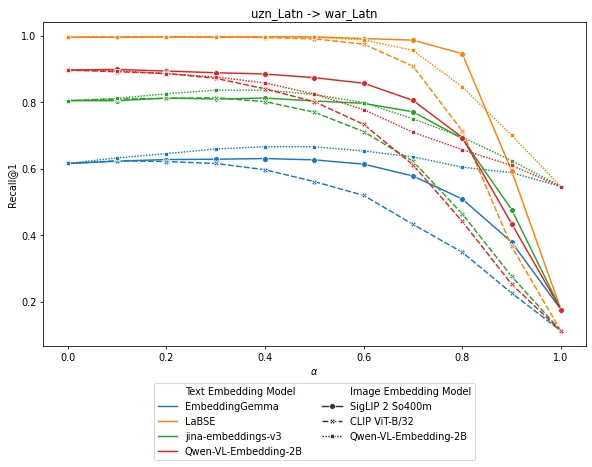 uzn_Latn -> war_Latn
Recall@1
1.0
0.8
0.6
0.4
0.2
0.0 0.2 0.4 0.6 0.8 1.0
α
Text Embedding Model Image Embedding Model
EmbeddingGemma SigLIP 2 So400m
LaBSE CLIP ViT-B/32
jina-embeddings-v3 Qwen-VL-Embedding-2B
Qwen-VL-Embedding-2B